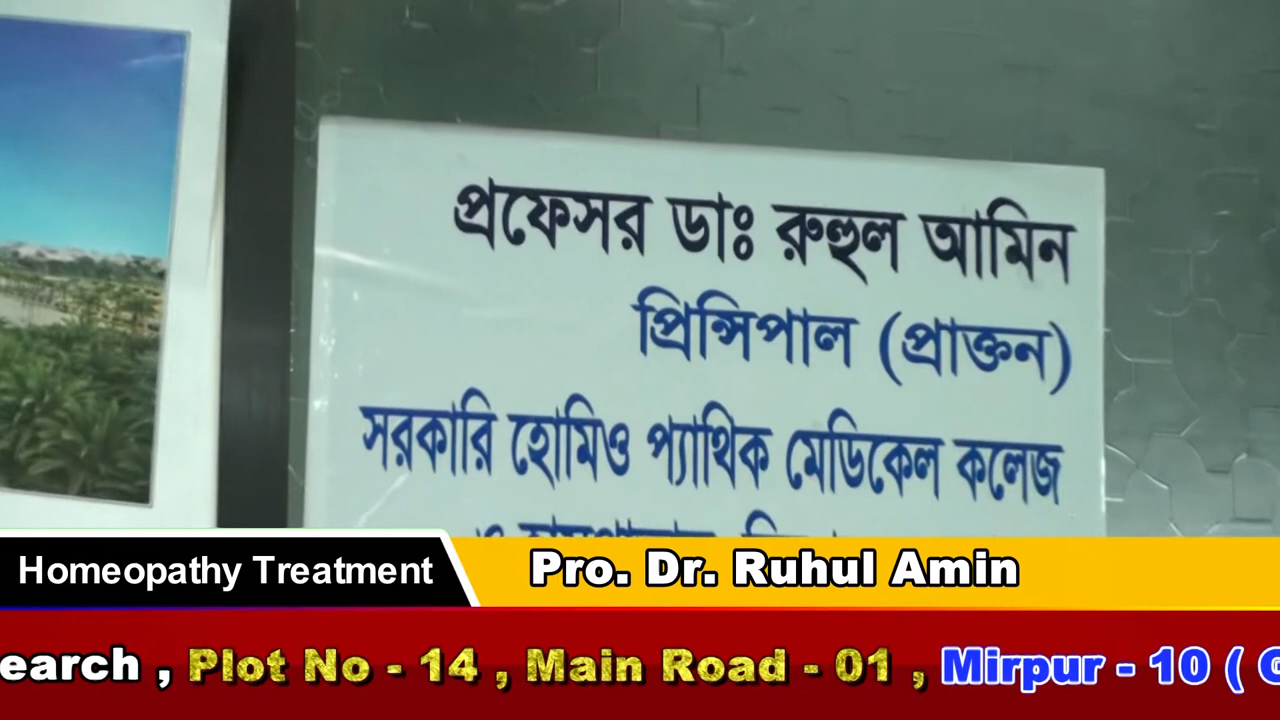 প্রফেসর ডাঃ রুহুল আমিন
প্রিন্সিপাল (প্রাক্তন)
সরকারি হোমিও প্যাথিক মেডিকেল কলেজ
ও হাসপাতাল
Homeopathy Treatment
Pro. Dr. Ruhul Amin
earch , Plot No - 14 , Main Road - 01 , Mirpur - 10 ( G